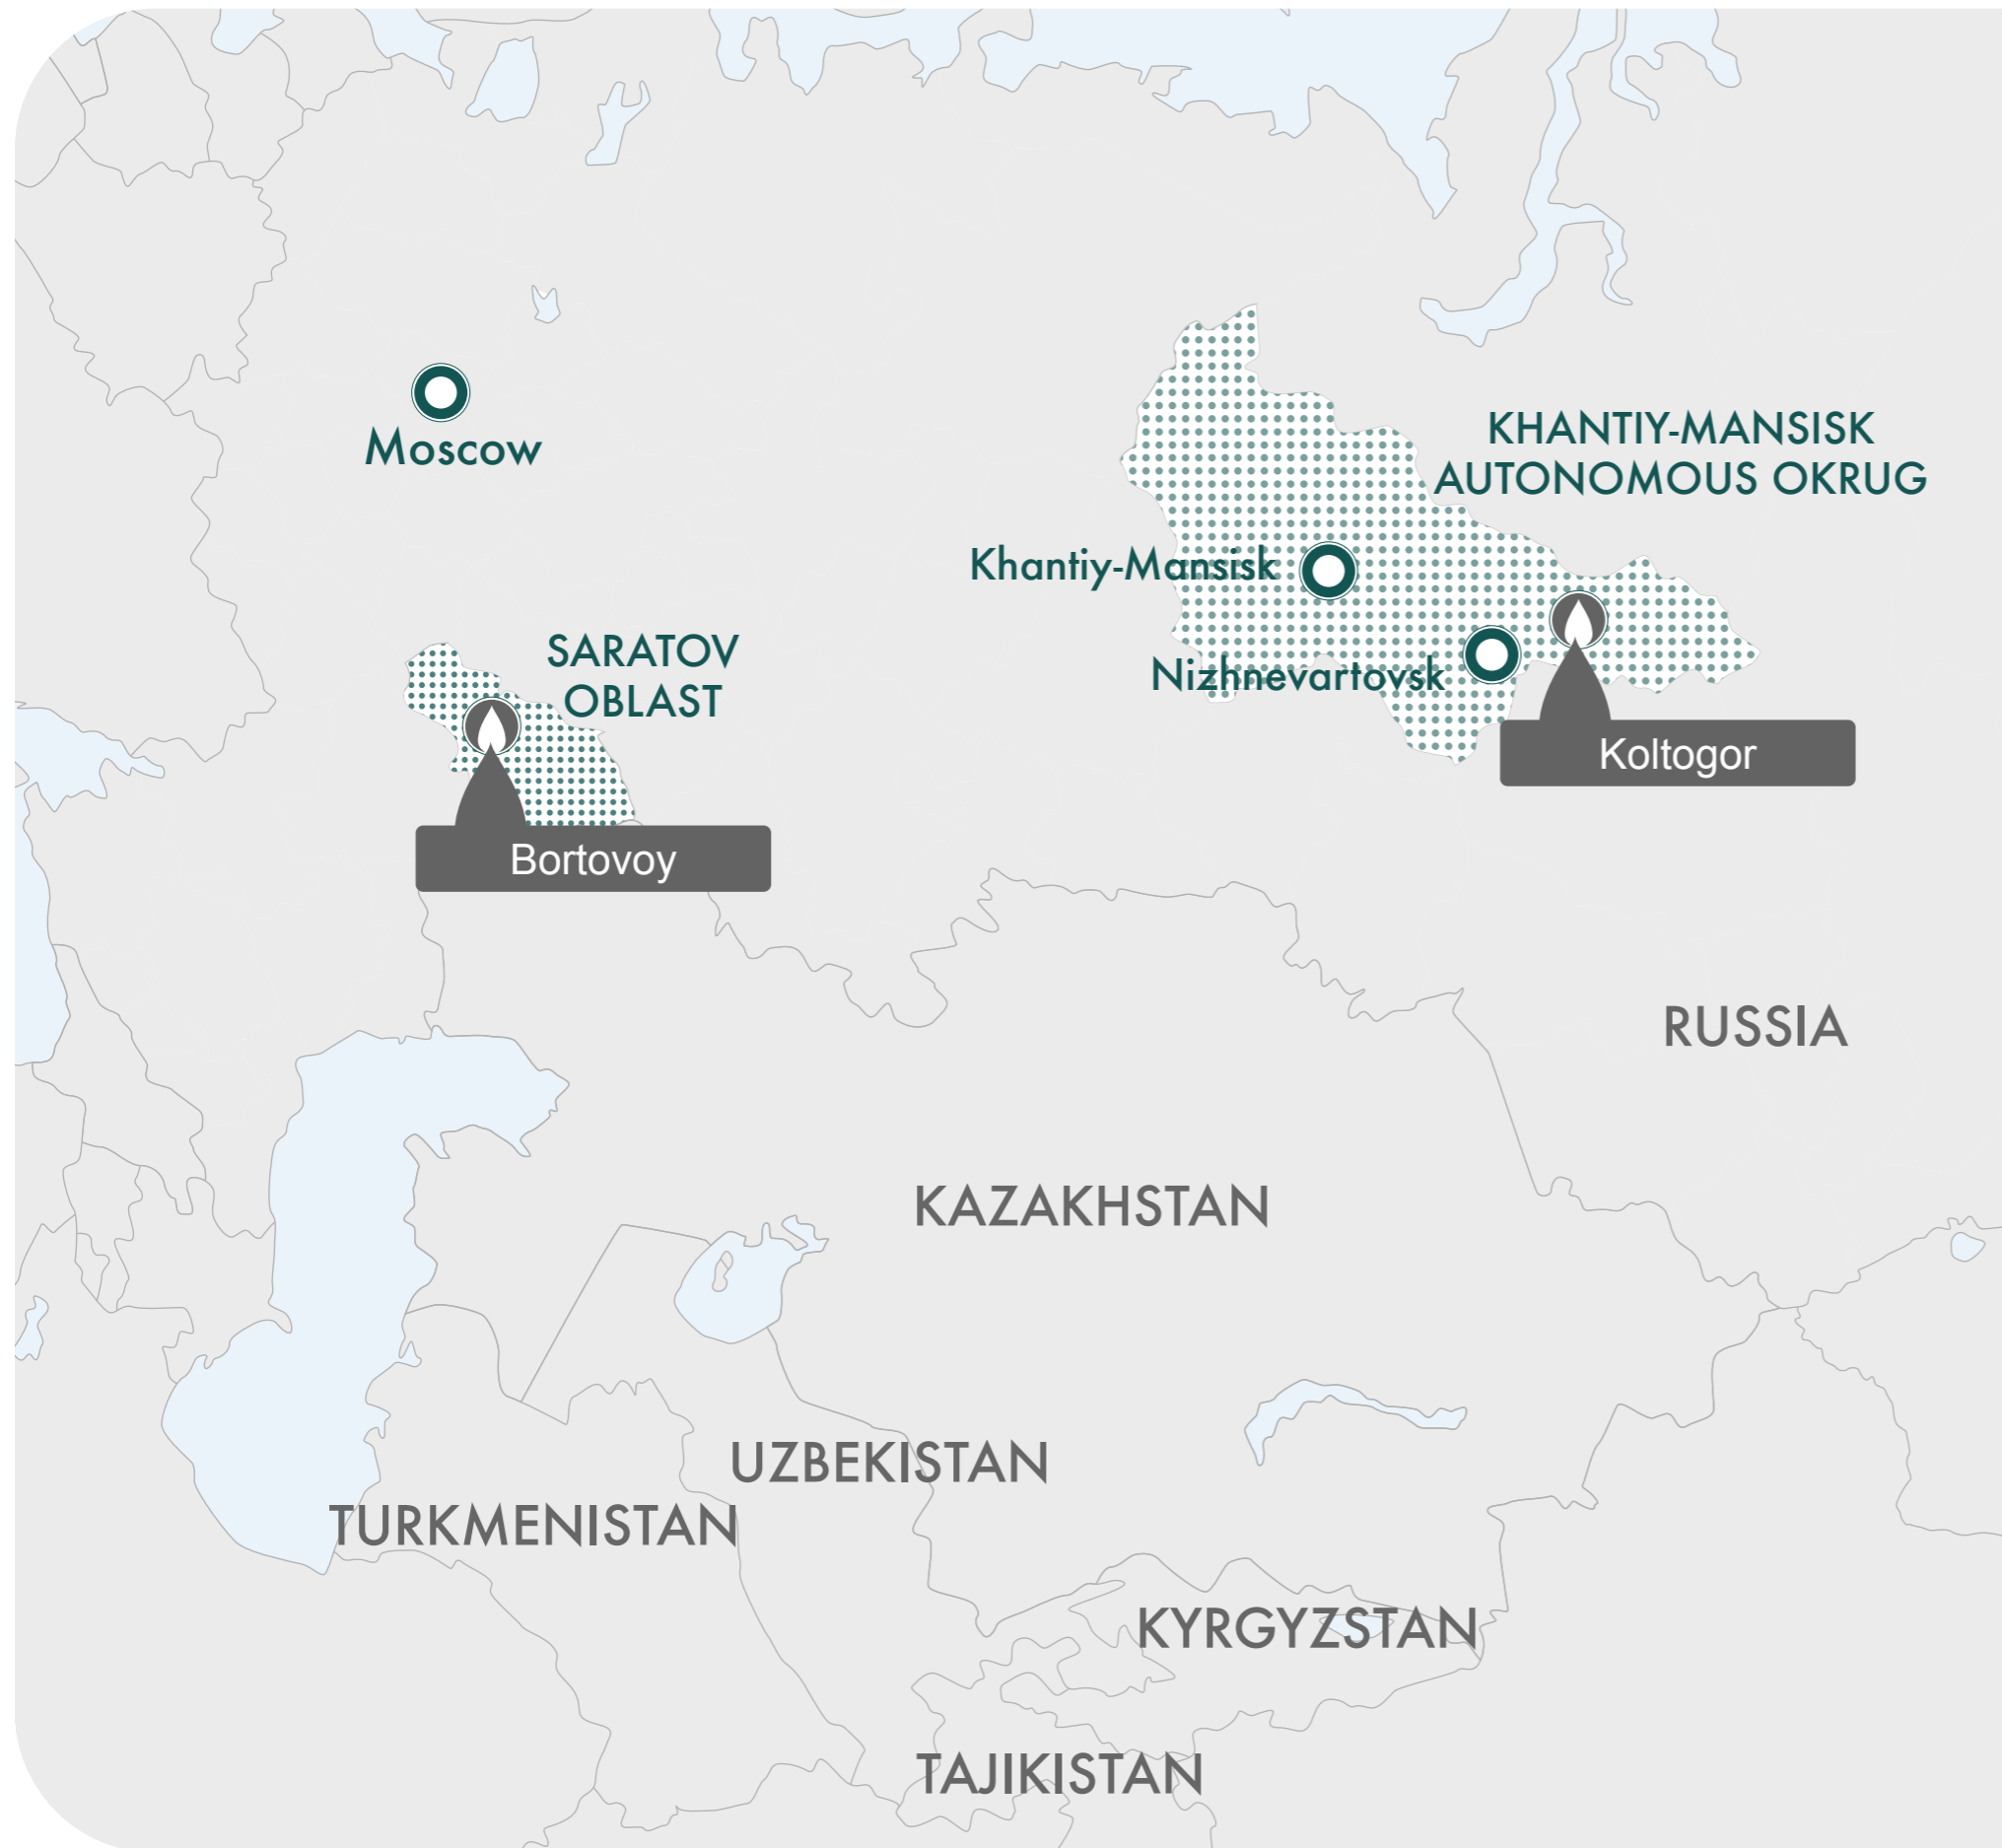 Moscow
KHANTIY-MANSISK
AUTONOMOUS OKRUG
Khantiy-Mansisk
SARATOV
OBLAST
Nizhnevartovsk
Koltogor
Bortovoy
RUSSIA
KAZAKHSTAN
UZBEKISTAN
TURKMENISTAN
KYRGYZSTAN
TAJIKISTAN